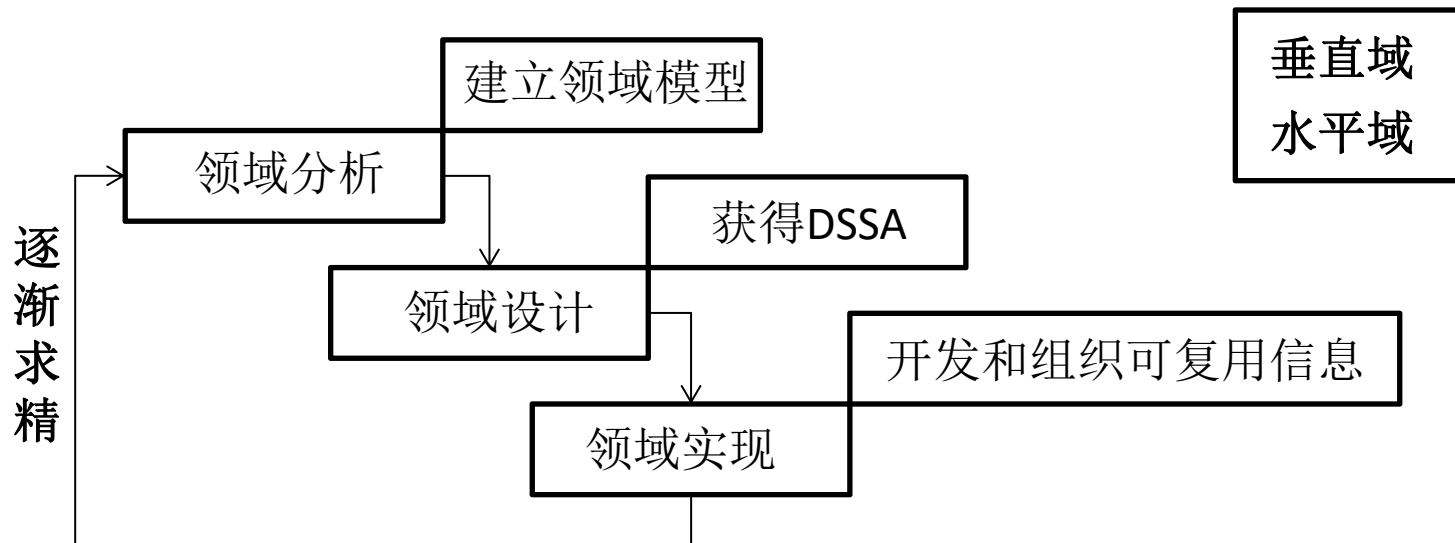 垂直域
水平域
建立领域模型
领域分析
获得DSSA
领域设计
开发和组织可复用信息
领域实现
逐渐求精